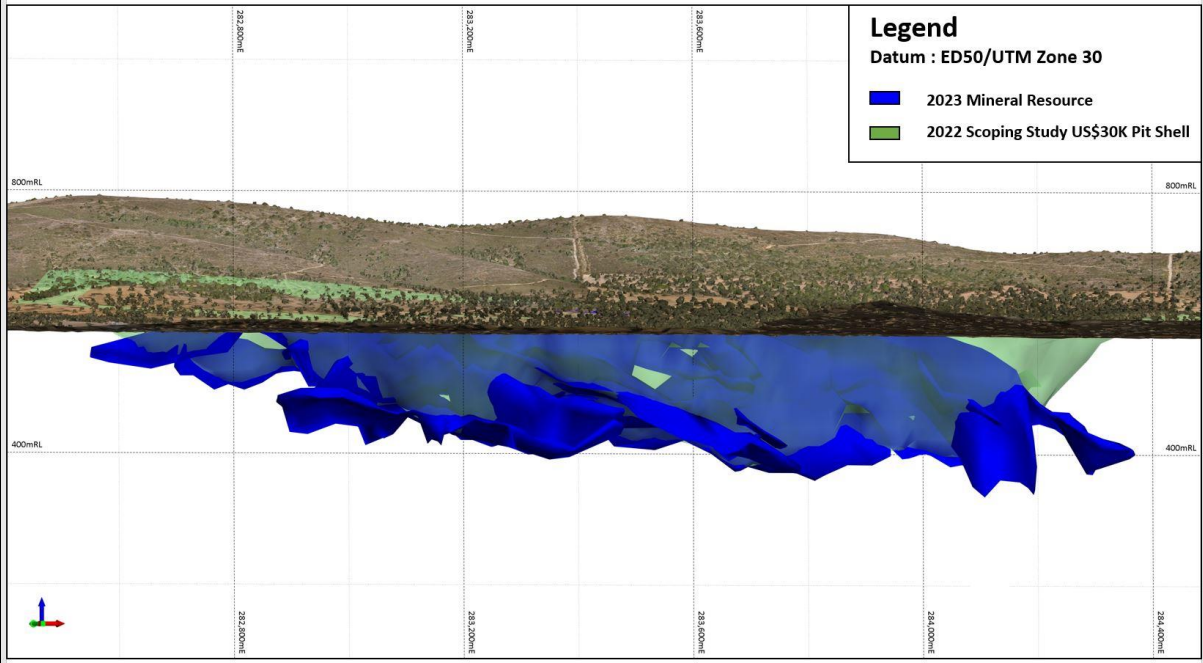 282,800mE
283,200mE
283,600mE
Legend
Datum : ED50/UTM Zone 30
2023 Mineral Resource
2022 Scoping Study US$30K Pit Shell
800mRL
800mRL
400mRL
400mRL
282,800mE
283,200mE
283,600mE
284,000mE
284,400mE